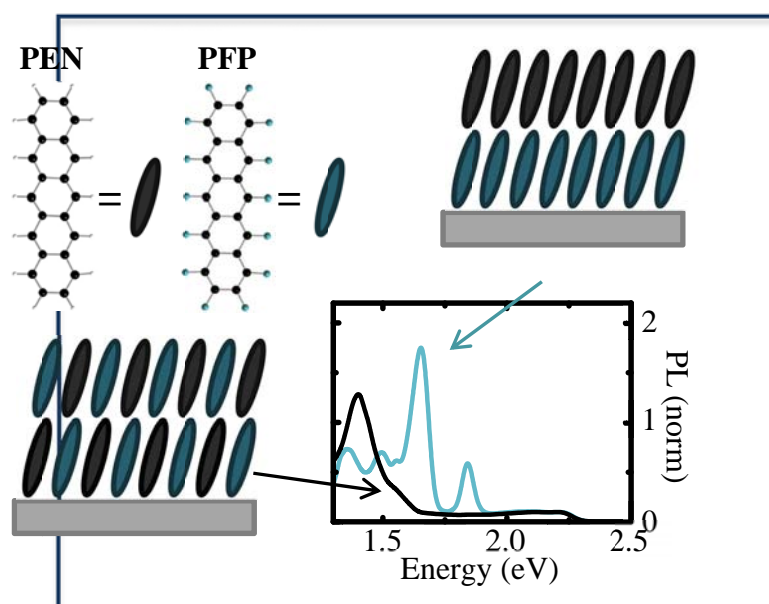 PEN
PFP
=
=
2
1
0
PL (norm)
1.5 2.0 2.5
Energy (eV)